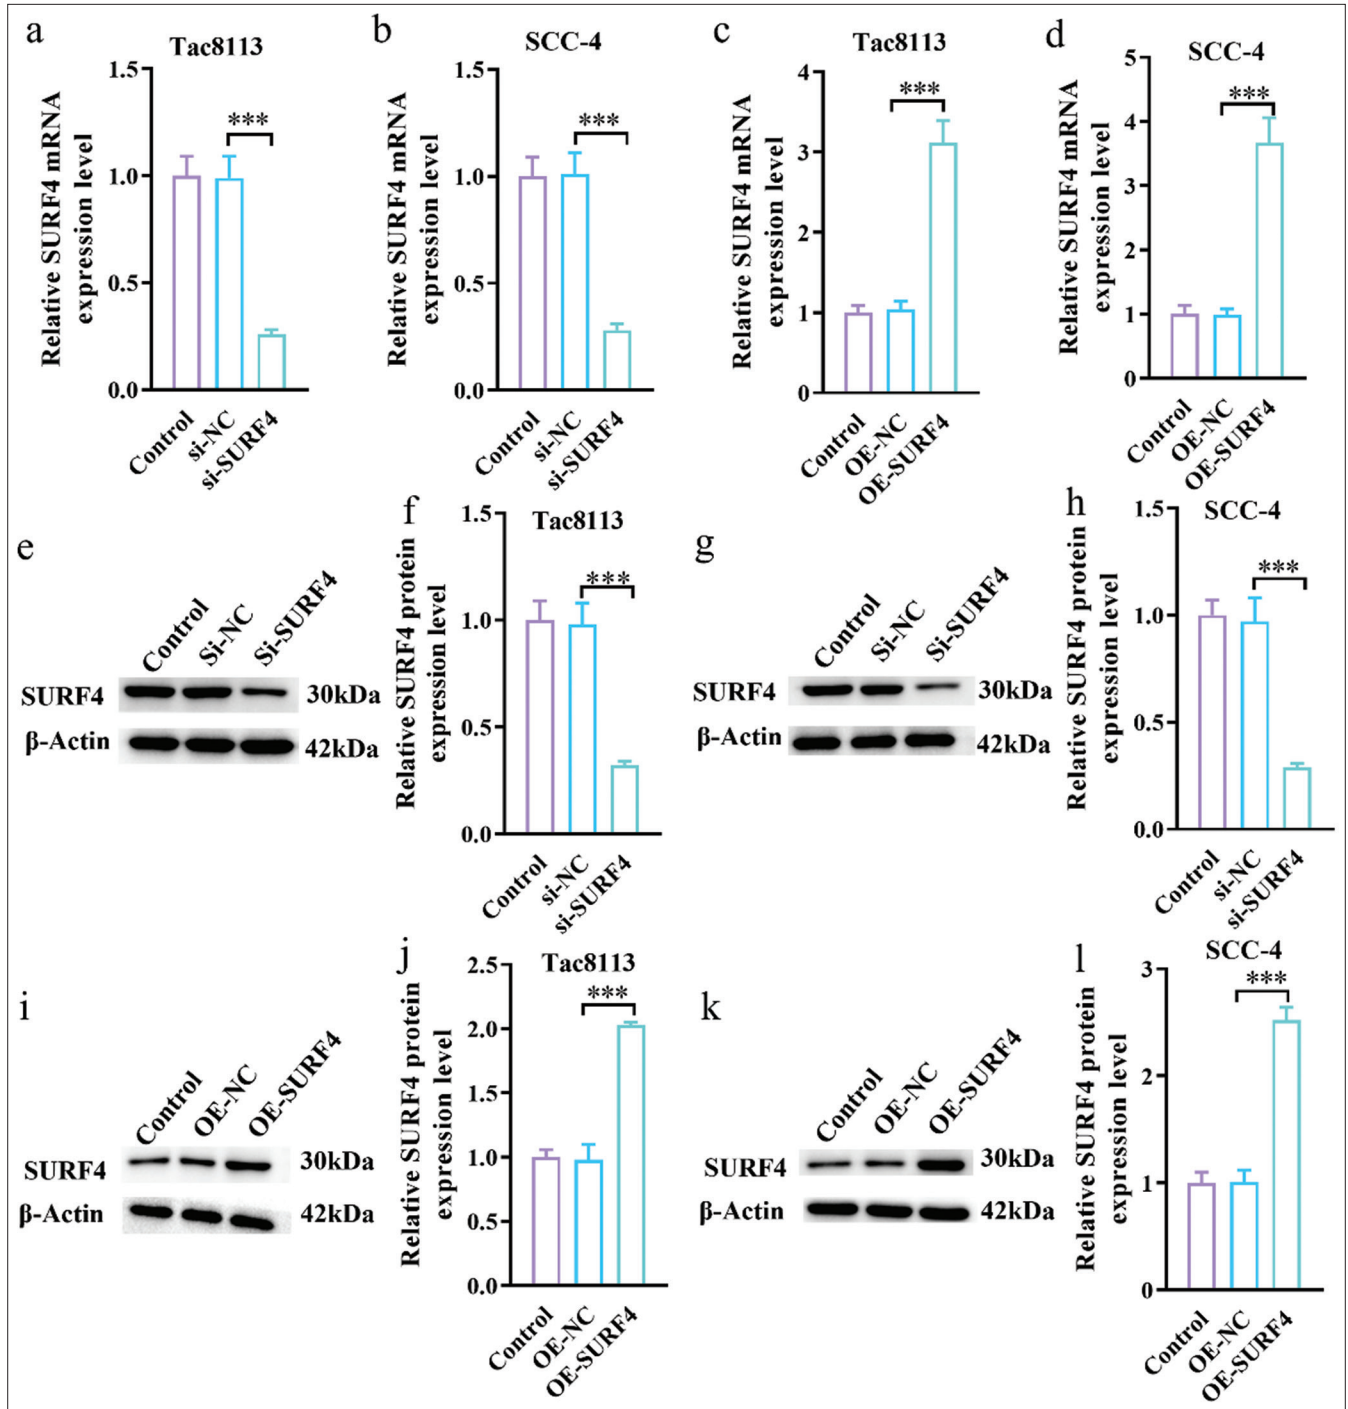 a
Tac8113
Relative SURF4 mRNA
expression level
1.5
1.0
0.5
0.0
***
Control
si-NC
si-SURF4
b
SCC-4
Relative SURF4 mRNA
expression level
1.5
1.0
0.5
0.0
***
Control
si-NC
si-SURF4
c
Tac8113
Relative SURF4 mRNA
expression level
4
3
2
1
0
***
Control
OE-NC
OE-SURF4
d
SCC-4
Relative SURF4 mRNA
expression level
5
4
3
2
1
0
***
Control
OE-NC
OE-SURF4
e
Control
Si-NC
Si-SURF4
SURF4
30kDa
β-Actin
42kDa
f
Tac8113
Relative SURF4 protein
expression level
1.5
1.0
0.5
0.0
***
Control
si-NC
si-SURF4
g
Control
Si-NC
Si-SURF4
SURF4
30kDa
β-Actin
42kDa
h
SCC-4
Relative SURF4 protein
expression level
1.5
1.0
0.5
0.0
***
Control
si-NC
si-SURF4
i
Control
OE-NC
OE-SURF4
SURF4
30kDa
β-Actin
42kDa
j
Tac8113
Relative SURF4 protein
expression level
2.5
2.0
1.5
1.0
0.5
0.0
***
Control
OE-NC
OE-SURF4
k
Control
OE-NC
OE-SURF4
SURF4
30kDa
β-Actin
42kDa
l
SCC-4
Relative SURF4 protein
expression level
3
2
1
0
***
Control
OE-NC
OE-SURF4